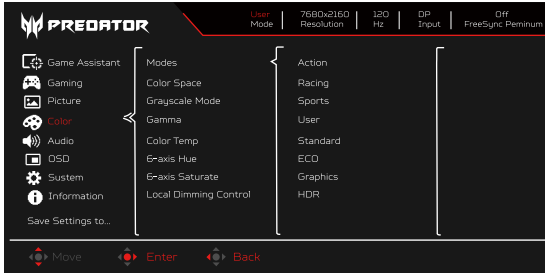 PREDATOR
User
Mode
7680x2160
Resolution
120
Hz
DP
Input
Off
FreeSync Peminum
Game Assistant
Gaming
Picture
Color
Audio
OSD
System
Information
Save Settings to...
Modes
Color Space
Grayscale Mode
Gamma
Color Temp
6-axis Hue
6-axis Saturate
Local Dimming Control
Action
Racing
Sports
User
Standard
ECO
Graphics
HDR
Move
Enter
Back